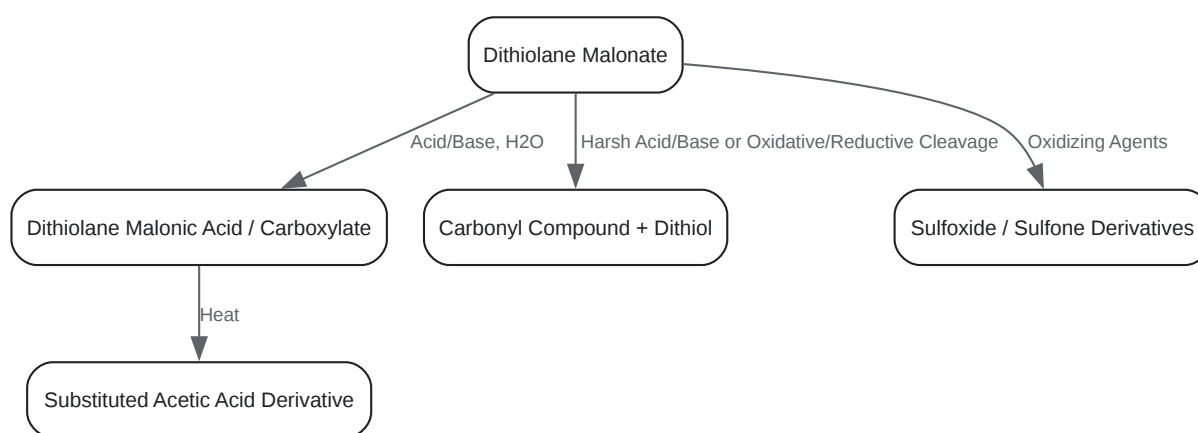 Dithiolane Malonate
Acid/Base, H2O
Harsh Acid/Base or Oxidative/Reductive Cleavage
Oxidizing Agents
Dithiolane Malonic Acid / Carboxylate
Carbonyl Compound + Dithiol
Sulfoxide / Sulfone Derivatives
Heat
Substituted Acetic Acid Derivative